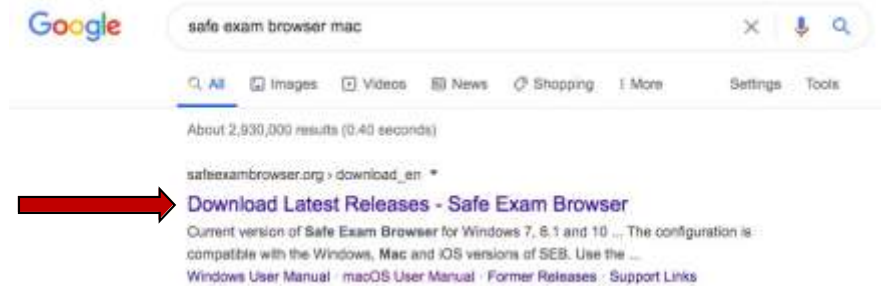 Google
safe exam browser mac
All Images Videos News Shopping More Settings Tools
About 2,930,000 results (0.40 seconds)
safeexambrowser.org › download_en
Download Latest Releases - Safe Exam Browser
Current version of Safe Exam Browser for Windows 7, 8.1 and 10 ... The configuration is
compatible with the Windows, Mac and iOS versions of SEB. Use the ...
Windows User Manual · macOS User Manual · Former Releases · Support Links